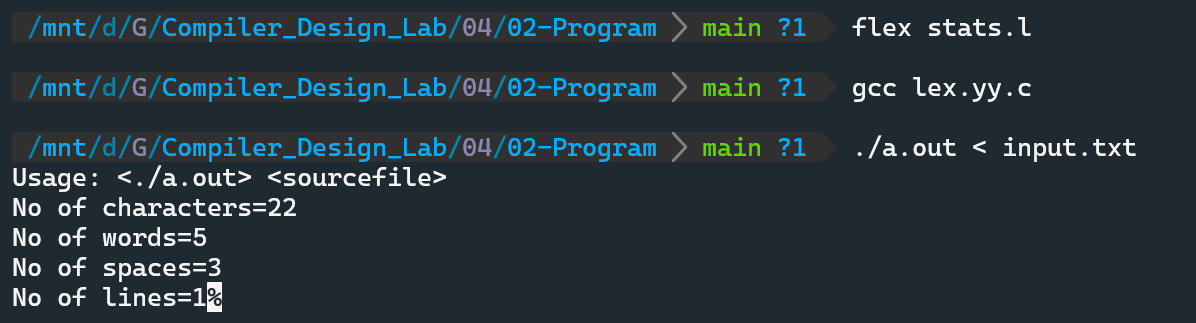 /mnt/d/G/Compiler_Design_Lab/04/02-Program main ?1 flex stats.l
/mnt/d/G/Compiler_Design_Lab/04/02-Program main ?1 gcc lex.yy.c
/mnt/d/G/Compiler_Design_Lab/04/02-Program main ?1 ./a.out < input.txt
Usage: <./a.out> <sourcefile>
No of characters=22
No of words=5
No of spaces=3
No of lines=1%